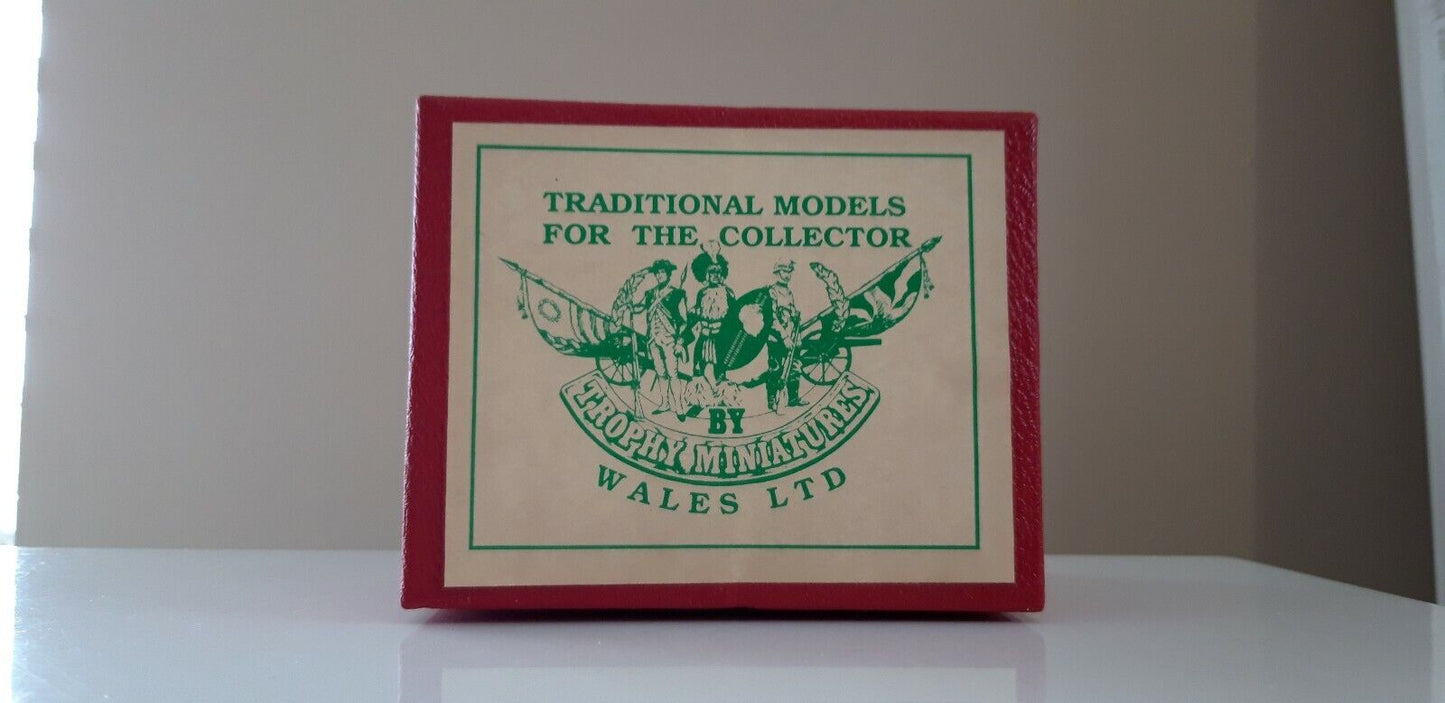 TRADITIONAL MODELS
FOR THE COLLECTOR
BY
TROPHY MINIATURES
WALES LTD